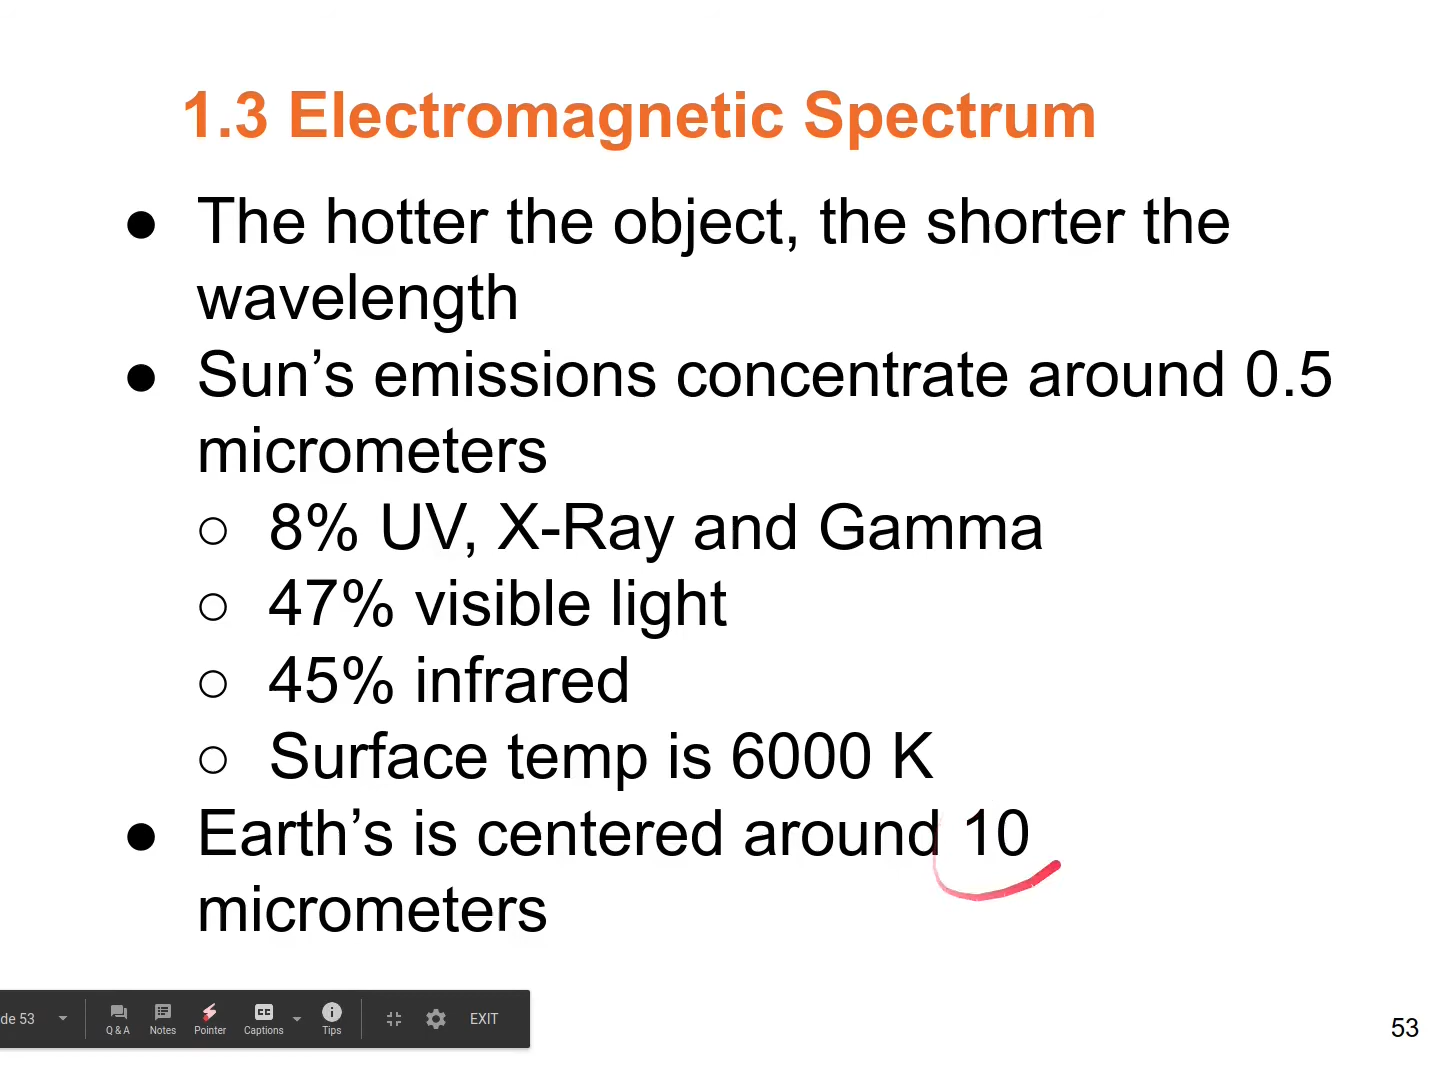 1.3 Electromagnetic Spectrum
● The hotter the object, the shorter the
wavelength
● Sun’s emissions concentrate around 0.5
micrometers
○ 8% UV, X-Ray and Gamma
○ 47% visible light
○ 45% infrared
○ Surface temp is 6000 K
● Earth’s is centered around 10
micrometers
de 53 Q & A Notes Pointer CC Captions Tips EXIT
53